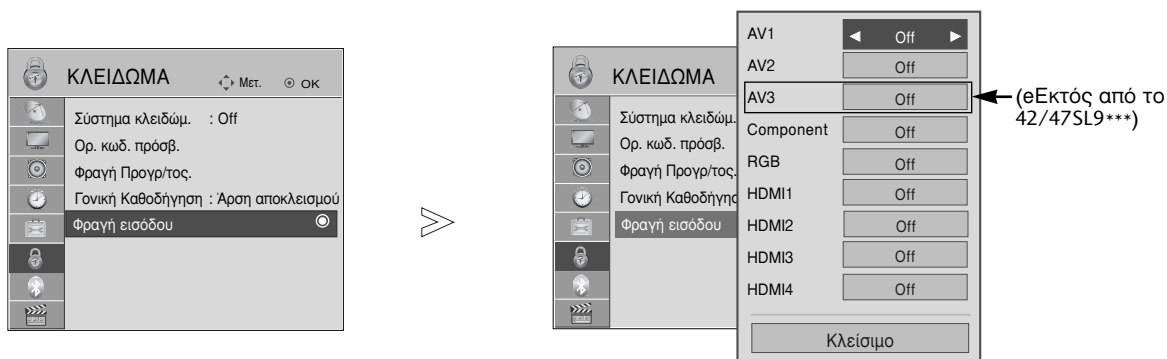 ΚΛΕΙΔΩΜΑ Μετ. OK
Σύστημα κλειδώμ. : Off
Ορ. κωδ. πρόσβ.
Φραγή Προγρ/τος.
Γονική Καθοδήγηση : Άρση αποκλεισμού
Φραγή εισόδου
ΚΛΕΙΔΩΜΑ
Σύστημα κλειδώμ.
Ορ. κωδ. πρόσβ.
Φραγή Προγρ/τος.
Γονική Καθοδήγησ
Φραγή εισόδου
AV1 ◄ Off ►
AV2 Off
AV3 Off
Component Off
RGB Off
HDMI1 Off
HDMI2 Off
HDMI3 Off
HDMI4 Off
Κλείσιμο
(eΕκτός από το
42/47SL9***)